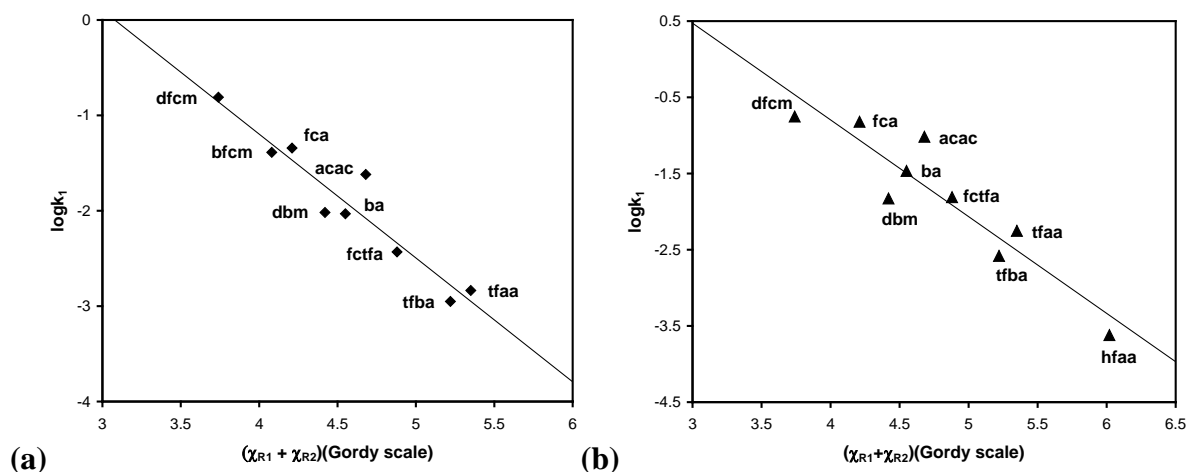 0
-1
-2
-3
-4
logk1
dfcm
bfcm
fca
acac
dbm
ba
fctfa
tfba
tfaa
3 3.5 4 4.5 5 5.5 6
(χR1 + χR2)(Gordy scale)
(a)
0.5
-0.5
-1.5
-2.5
-3.5
-4.5
logk1
dfcm
fca
acac
ba
dbm
fctfa
tfaa
tfba
hfaa
3 3.5 4 4.5 5 5.5 6 6.5
(χR1+χR2)(Gordy scale)
(b)